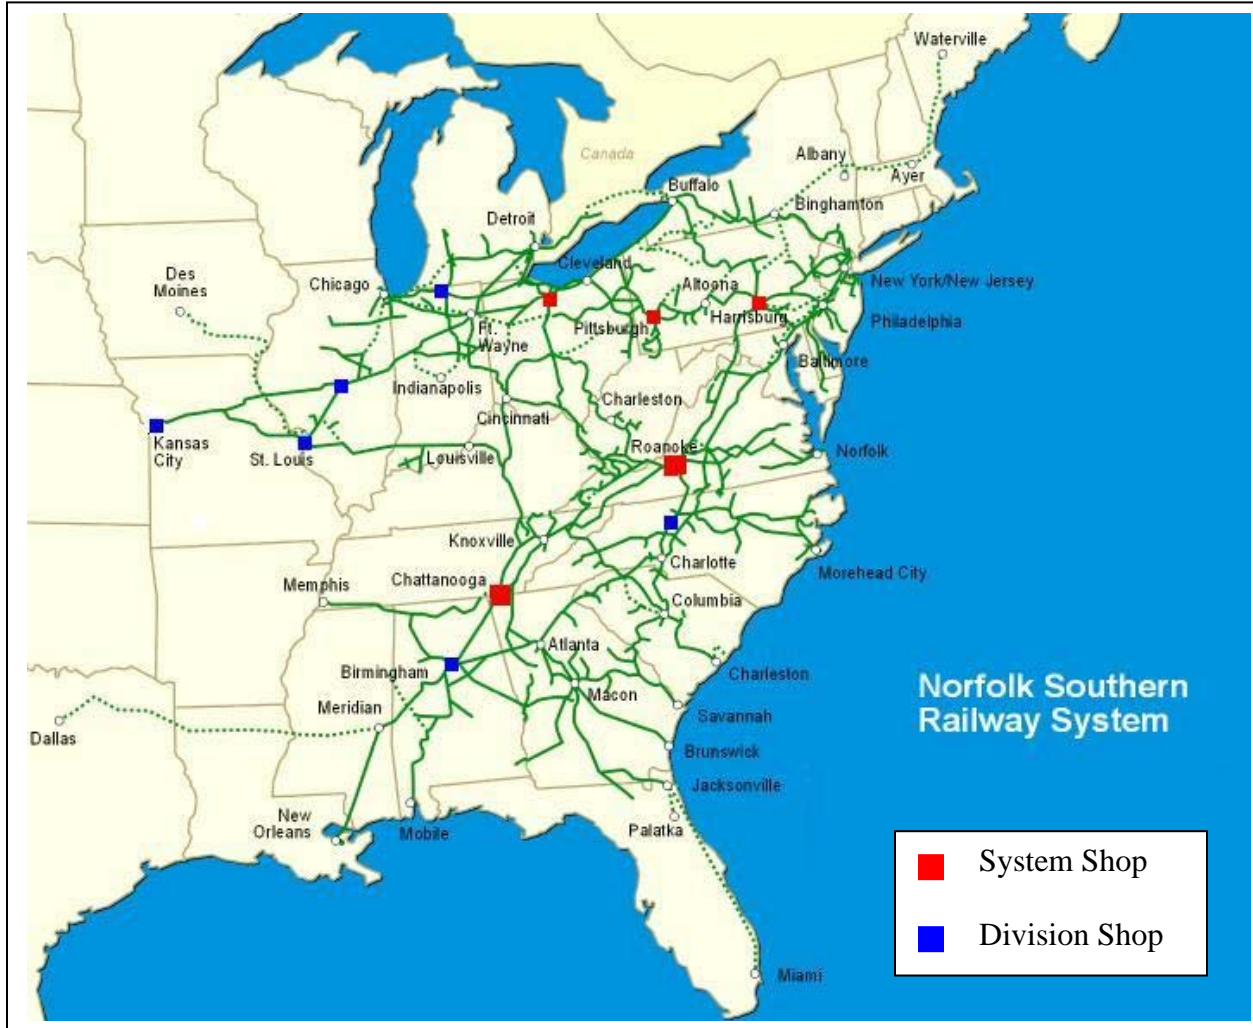 Waterville
Canada
Albany
Ayer
Buffalo
Binghamton
Detroit
Cleveland
Des
Moines
Chicago
Altoona
New York/New Jersey
Pittsburgh
Harrisburg
Philadelphia
Ft.
Wayne
Baltimore
Indianapolis
Cincinnati
Charleston
Kansas
City
St. Louis
Louisville
Roanoke
Norfolk
Knoxville
Charlotte
Morehead City
Memphis
Chattanooga
Columbia
Atlanta
Birmingham
Charleston
Macon
Meridian
Savannah
Dallas
Brunswick
Jacksonville
New
Orleans
Mobile
Palatka
Miami
Norfolk Southern
Railway System
System Shop
Division Shop